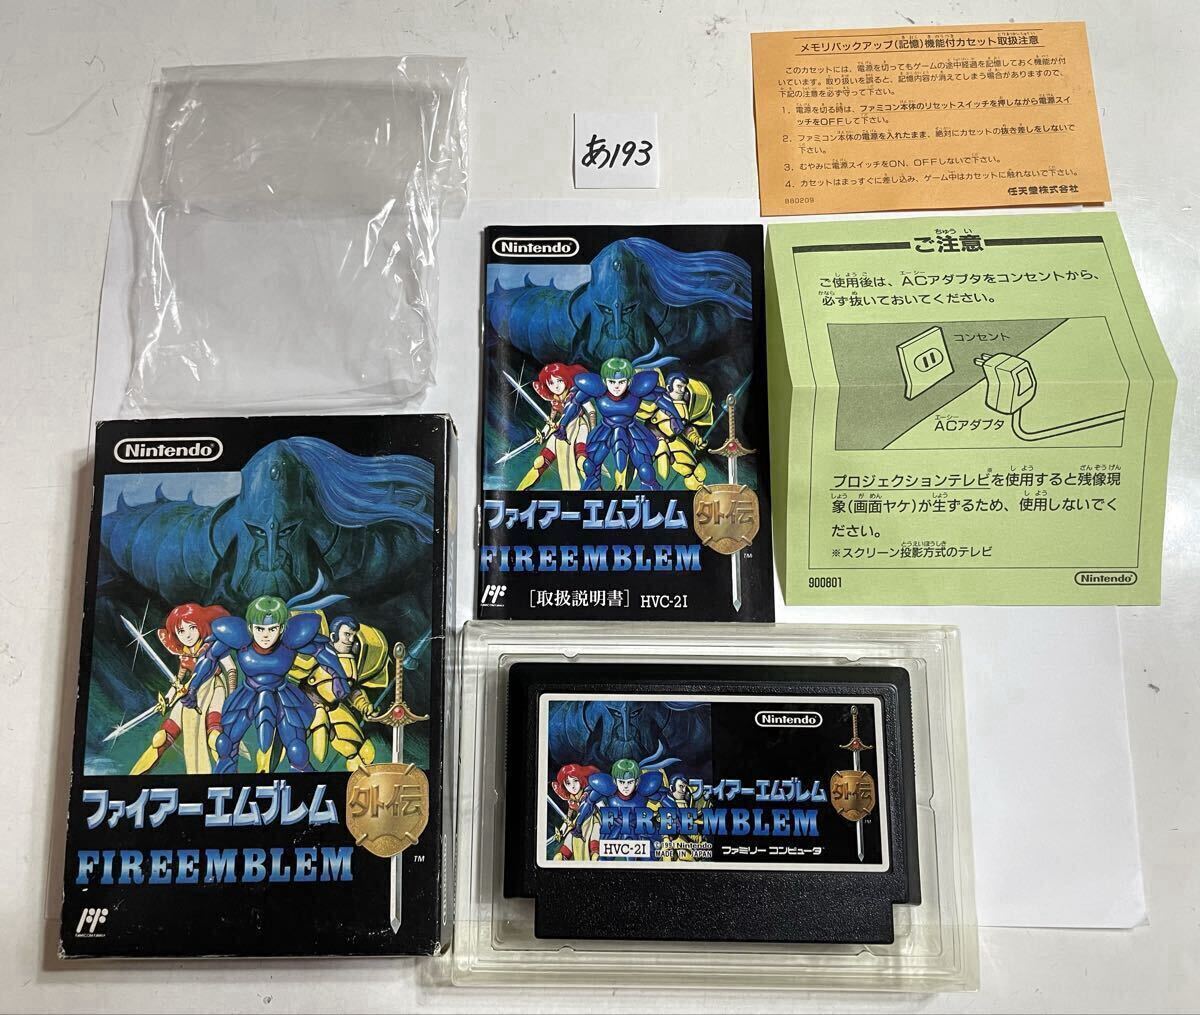 メモリバックアップ(記憶)機能付カセット取扱注意
このカセットには、電源を切ってもゲームの途中経過を記憶しておく機能が付
いています。取り扱いを誤ると、記憶内容が消えてしまう場合がありますので、
下記の注意を必ず守って下さい。
1. 電源を切る時は、ファミコン本体のリセットスイッチを押しながら電源スイ
ッチをOFFして下さい。
2. ファミコン本体の電源を入れたまま、絶対にカセットの抜き差しをしないで
下さい。
3. むやみに電源スイッチをON、OFFしないで下さい。
4. カセットはまっすぐに差し込み、ゲーム中はカセットに触れないで下さい。
880209
任天堂株式会社
あ193
Nintendo
ファイアーエムブレム
外伝
FIRE EMBLEM
TM
[取扱説明書] HVC-2I
ちゅう い
ご注意
ご使用後は、ACアダプタをコンセントから、
必ず抜いておいてください。
コンセント
エーシー
ACアダプタ
プロジェクションテレビ※を使用すると残像現
象(画面ヤケ)が生ずるため、使用しないでく
ださい。
※スクリーン投影方式のテレビ
900801
Nintendo
Nintendo
ファイアーエムブレム
外伝
FIRE EMBLEM
TM
Nintendo
ファイアーエムブレム
外伝
FIRE EMBLEM
TM
HVC-2I
Nintendo
MADE IN JAPAN
ファミリーコンピュータ